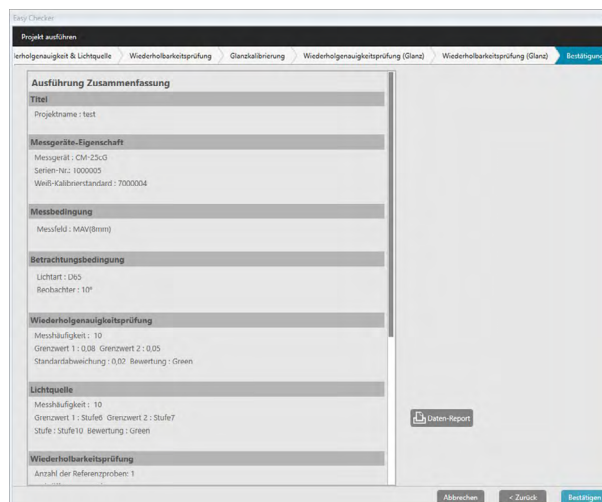 Easy Checker
Projekt ausführen
ierholgenauigkeit & Lichtquelle
Wiederholbarkeitsprüfung
Glanzkalibrierung
Wiederholgenauigkeitsprüfung (Glanz)
Wiederholbarkeitsprüfung (Glanz)
Bestätigung
Ausführung Zusammenfassung
Titel
Projektname : test
Messgeräte-Eigenschaft
Messgerät : CM-25cG
Serien-Nr.: 1000005
Weiß-Kalibrierstandard : 7000004
Messbedingung
Messfeld : MAV(8mm)
Betrachtungsbedingung
Lichtart : D65
Beobachter : 10°
Wiederholgenauigkeitsprüfung
Messhäufigkeit : 10
Grenzwert 1 : 0,08 Grenzwert 2 : 0,05
Standardabweichung : 0,02 Bewertung : Green
Lichtquelle
Messhäufigkeit : 10
Grenzwert 1 : Stufe6 Grenzwert 2 : Stufe7
Stufe : Stufe10 Bewertung : Green
Wiederholbarkeitsprüfung
Anzahl der Referenzproben: 1
Daten-Report
Abbrechen
< Zurück
Bestätigen